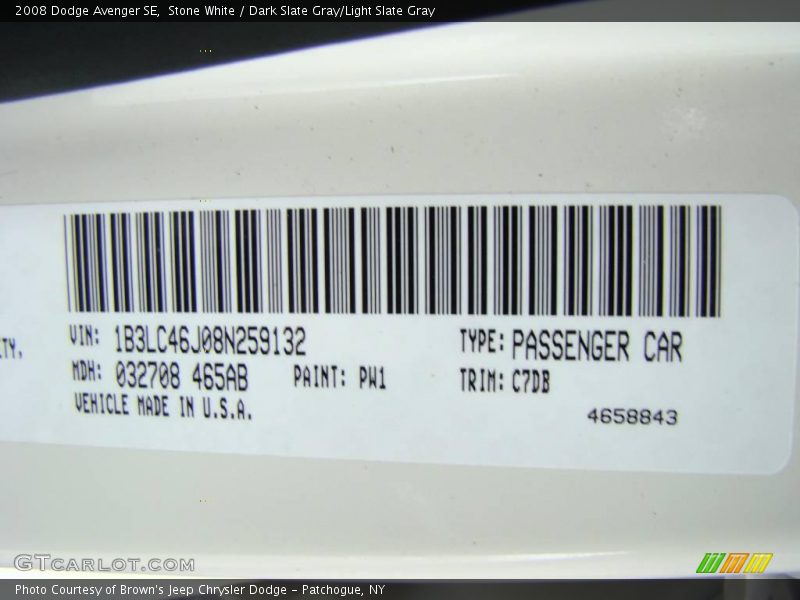 2008 Dodge Avenger SE, Stone White / Dark Slate Gray/Light Slate Gray
ITY.
VIN: 1B3LC46J08N259132
TYPE: PASSENGER CAR
MDH: 032708 465AB
PAINT: PW1
TRIM: C7DB
VEHICLE MADE IN U.S.A.
4658843
GTCarLot.com
Photo Courtesy of Brown's Jeep Chrysler Dodge - Patchogue, NY